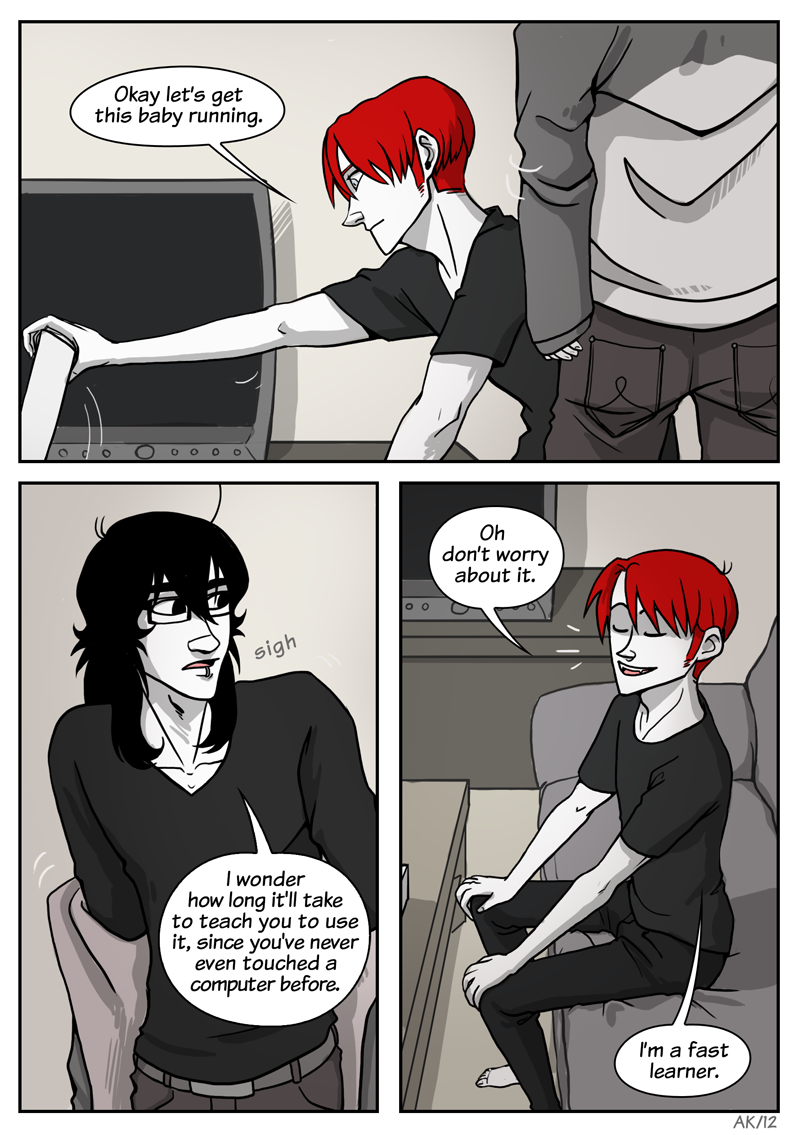 Okay let's get
this baby running.
sigh
I wonder
how long it'll take
to teach you to use
it, since you've never
even touched a
computer before.
Oh
don't worry
about it.
I'm a fast
learner.
AK/12